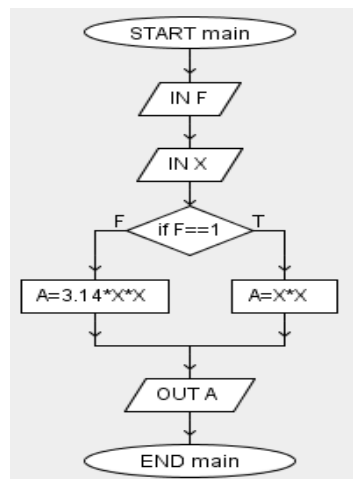 START main
IN F
IN X
F if F==1 T
A=3.14*X*X A=X*X
OUT A
END main